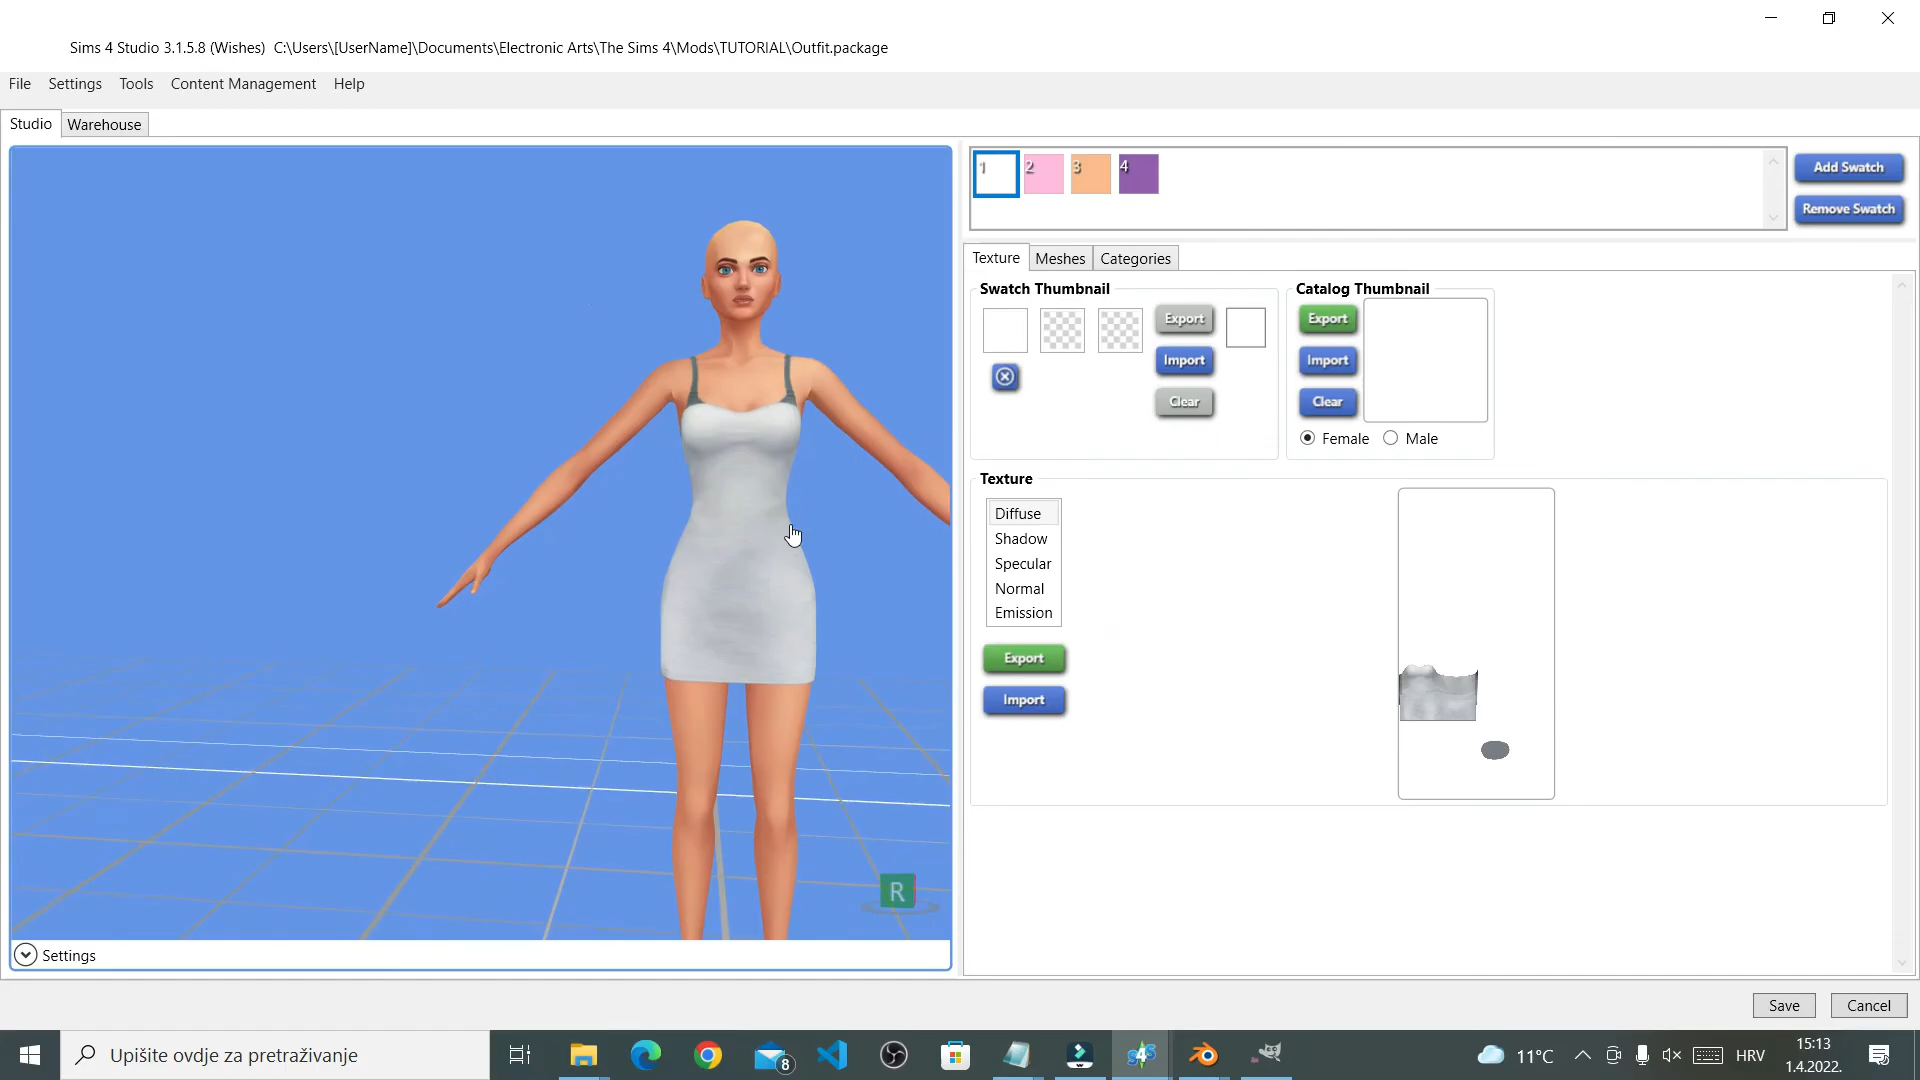 Sims 4 Studio 3.1.5.8 (Wishes) C:\Users\[UserName]\Documents\Electronic Arts\The Sims 4\Mods\TUTORIAL\Outfit.package
File Settings Tools Content Management Help
Studio Warehouse
1 2 3 4
Add Swatch
Remove Swatch
Texture Meshes Categories
Swatch Thumbnail
Export
Import
Clear
Catalog Thumbnail
Export
Import
Clear
Female Male
Texture
Diffuse
Shadow
Specular
Normal
Emission
Export
Import
R
Settings
Save Cancel
Upišite ovdje za pretraživanje
8
S4S
11°C
HRV
15:13
1.4.2022.